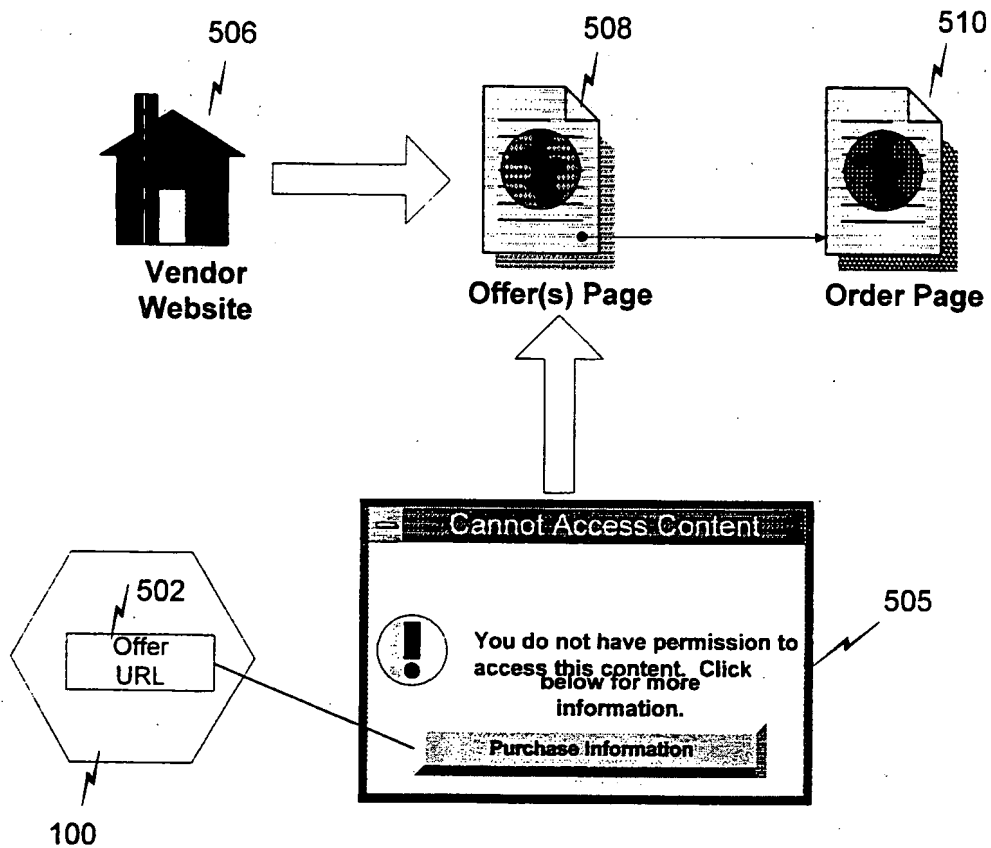 506
508
510
Vendor
Website
Offer(s) Page
Order Page
Cannot Access Content
502
Offer
URL
505
You do not have permission to
access this content. Click
below for more
information.
Purchase Information
100